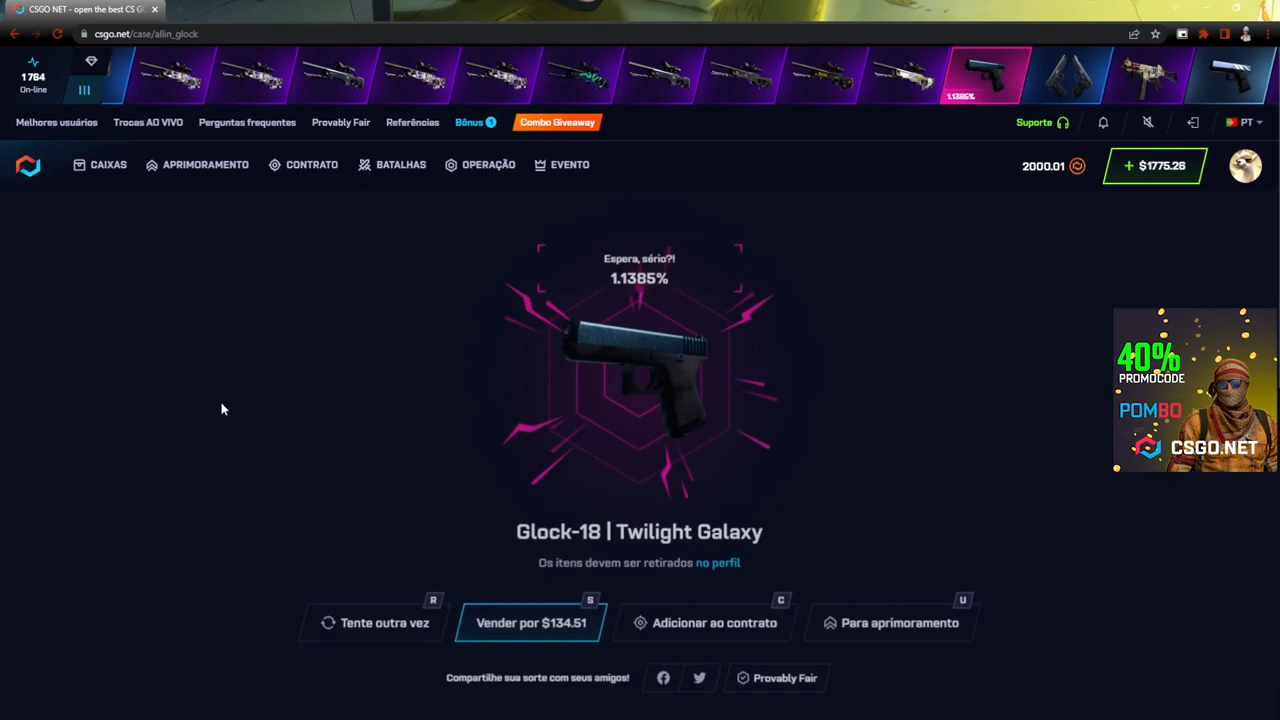 CSGO NET - open the best CS G
csgo.net/case/allin_glock
1 764
On-line
1.1385%
Melhores usuários Trocas AO VIVO Perguntas frequentes Provably Fair Referências Bônus 1 Combo Giveaway Suporte PT
CAIXAS APRIMORAMENTO CONTRATO BATALHAS OPERAÇÃO EVENTO 2000.01 + $1775.26
Espera, sério?!
1.1385%
40%
PROMOCODE
POMBO
CSGO.NET
Glock-18 | Twilight Galaxy
Os itens devem ser retirados no perfil
R S C U
Tente outra vez Vender por $134.51 Adicionar ao contrato Para aprimoramento
Compartilhe sua sorte com seus amigos! Provably Fair